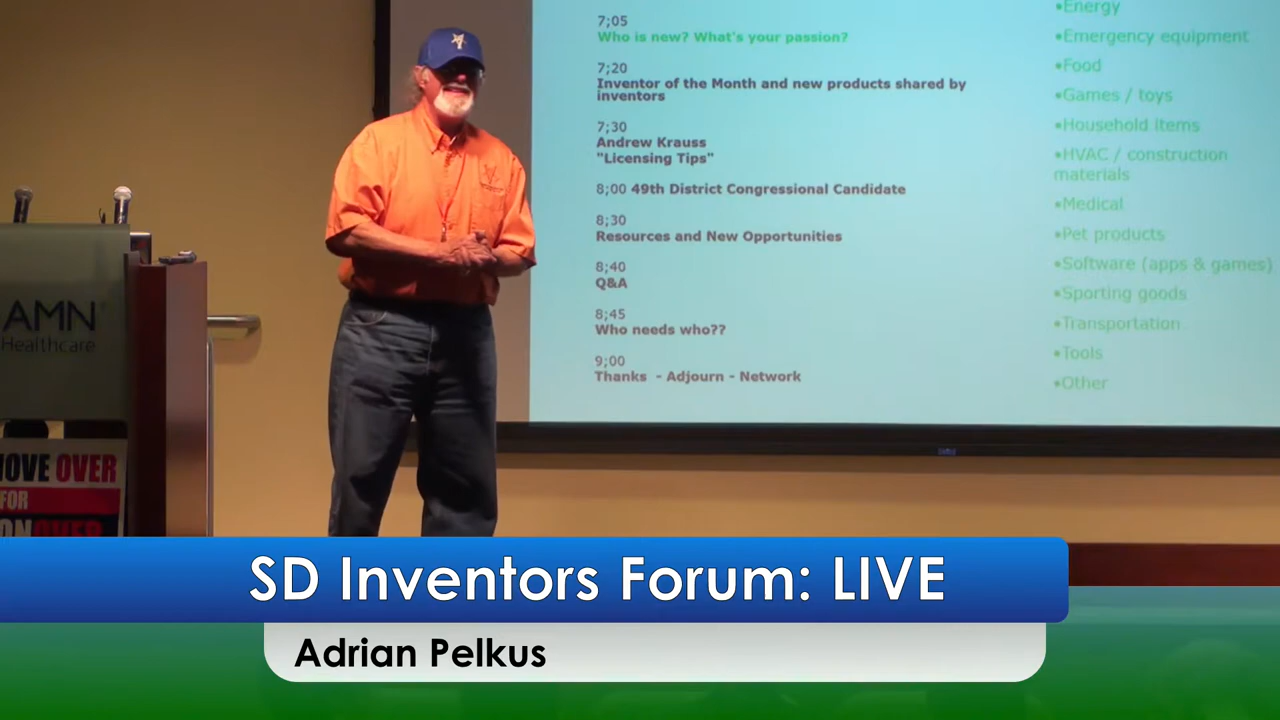 7;05
Who is new? What's your passion?
7;20
Inventor of the Month and new products shared by
inventors
7;30
Andrew Krauss
"Licensing Tips"
8;00 49th District Congressional Candidate
8;30
Resources and New Opportunities
8;40
Q&A
8;45
Who needs who??
9;00
Thanks - Adjourn - Network
•Energy
•Emergency equipment
•Food
•Games / toys
•Household items
•HVAC / construction
materials
•Medical
•Pet products
•Software (apps & games)
•Sporting goods
•Transportation
•Tools
•Other
AMN
Healthcare
OVER
FOR
SD Inventors Forum: LIVE
Adrian Pelkus